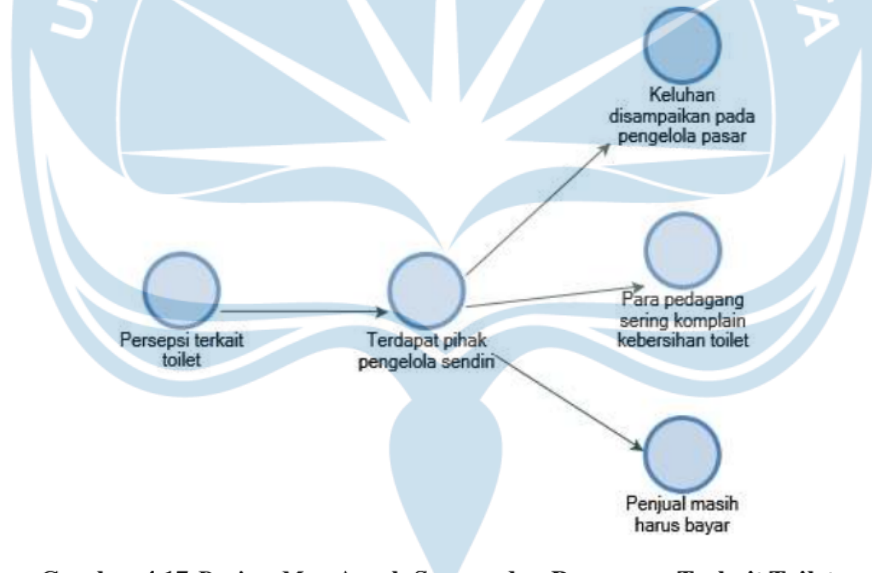 Keluhan
disampaikan pada
pengelola pasar
Persepsi terkait
toilet
Terdapat pihak
pengelola sendiri
Para pedagang
sering komplain
kebersihan toilet
Penjual masih
harus bayar